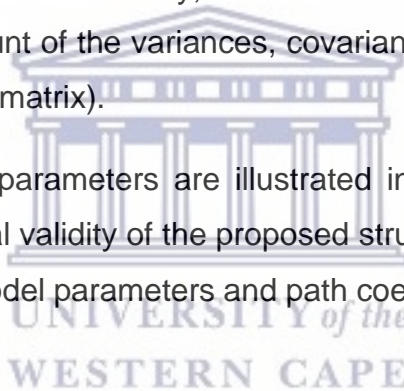 unt of the variances, covarian
matrix).
parameters are illustrated in
al validity of the proposed stru
odel parameters and path coe
UNIVERSITY of the
WESTERN CAPE